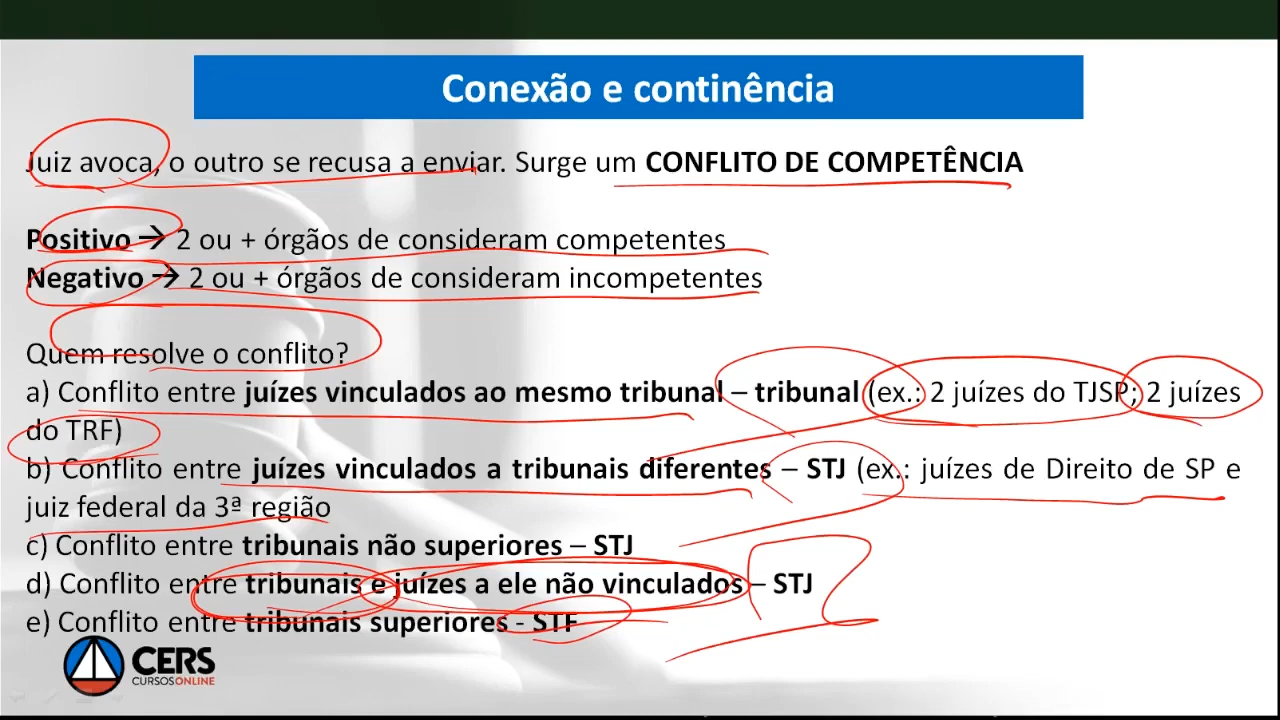 Conexão e continência
Juiz avoca, o outro se recusa a enviar. Surge um CONFLITO DE COMPETÊNCIA
Positivo → 2 ou + órgãos de consideram competentes
Negativo → 2 ou + órgãos de consideram incompetentes
Quem resolve o conflito?
a) Conflito entre juízes vinculados ao mesmo tribunal – tribunal (ex.: 2 juízes do TJSP; 2 juízes
do TRF)
b) Conflito entre juízes vinculados a tribunais diferentes – STJ (ex.: juízes de Direito de SP e
juiz federal da 3ª região
c) Conflito entre tribunais não superiores – STJ
d) Conflito entre tribunais e juízes a ele não vinculados – STJ
e) Conflito entre tribunais superiores - STF
CERS
CURSOS ONLINE